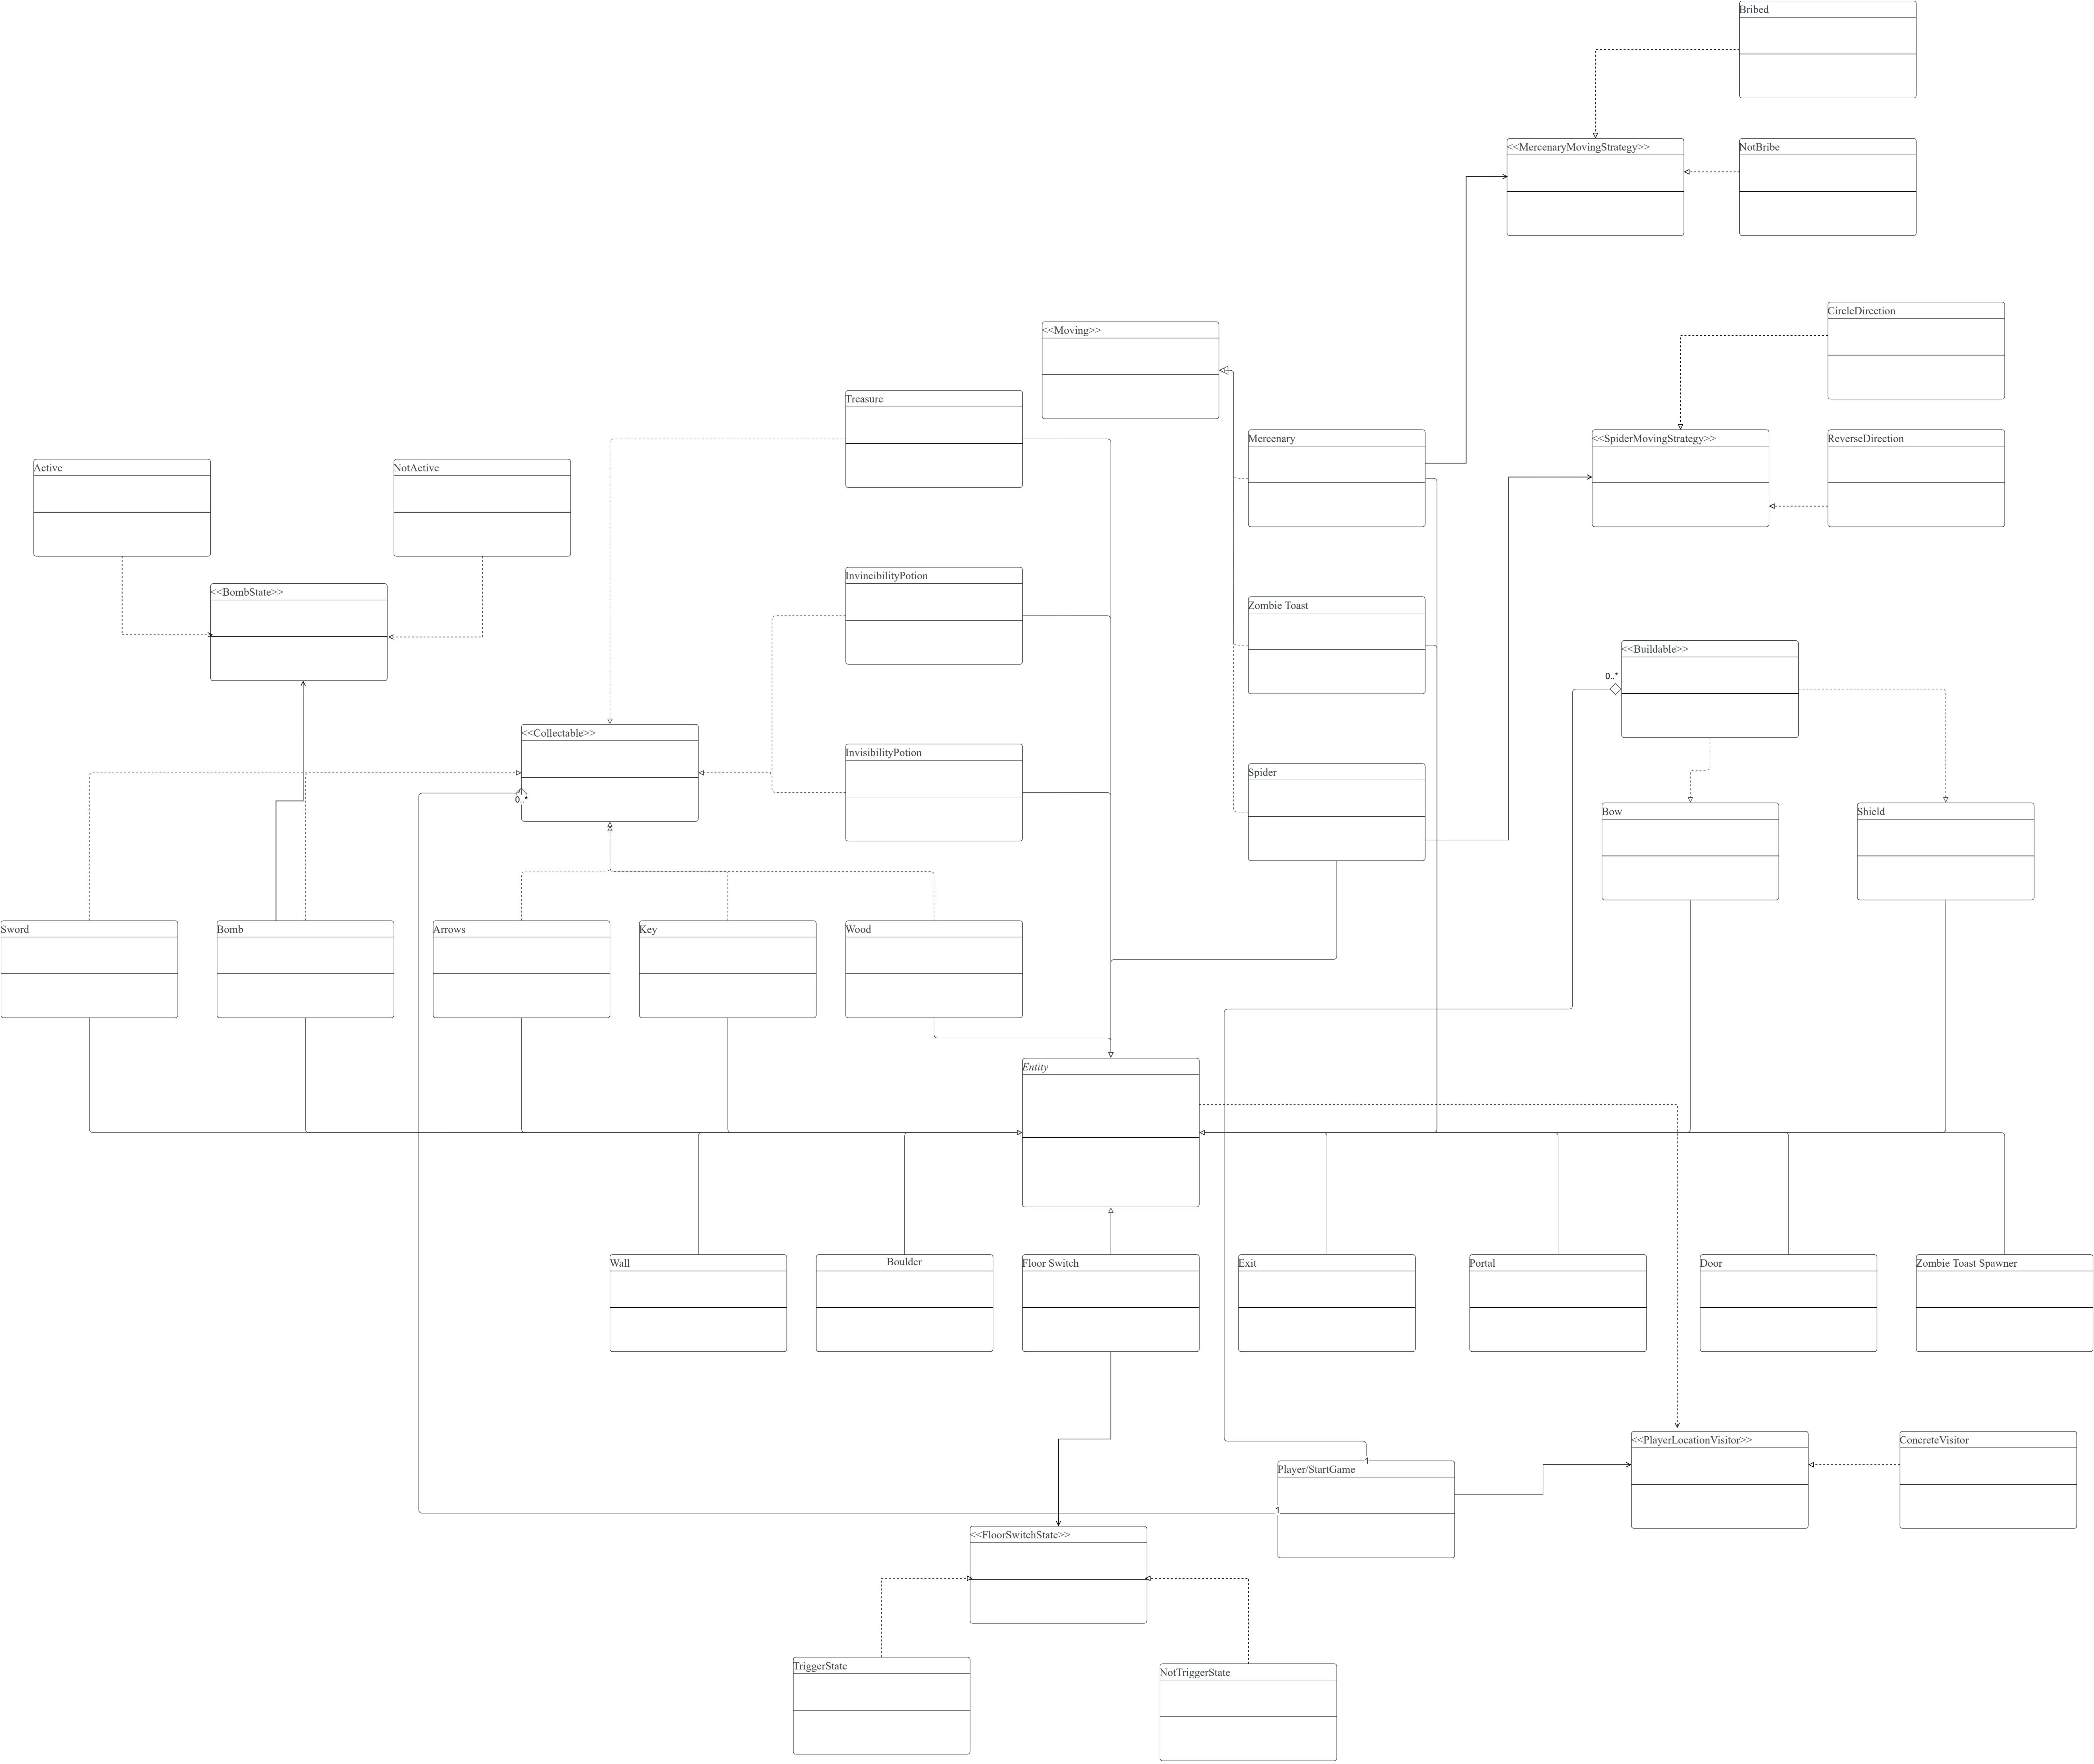 Bribed
<<MercenaryMovingStrategy>>
NotBribe
CircleDirection
<<Moving>>
Treasure
Mercenary
<<SpiderMovingStrategy>>
ReverseDirection
Active
NotActive
InvincibilityPotion
<<BombState>>
Zombie Toast
<<Buildable>>
0..*
<<Collectable>>
InvisibilityPotion
Spider
0..*
Bow
Shield
Sword
Bomb
Arrows
Key
Wood
Entity
Wall
Boulder
Floor Switch
Exit
Portal
Door
Zombie Toast Spawner
<<PlayerLocationVisitor>>
ConcreteVisitor
1
Player/StartGame
1
<<FloorSwitchState>>
TriggerState
NotTriggerState